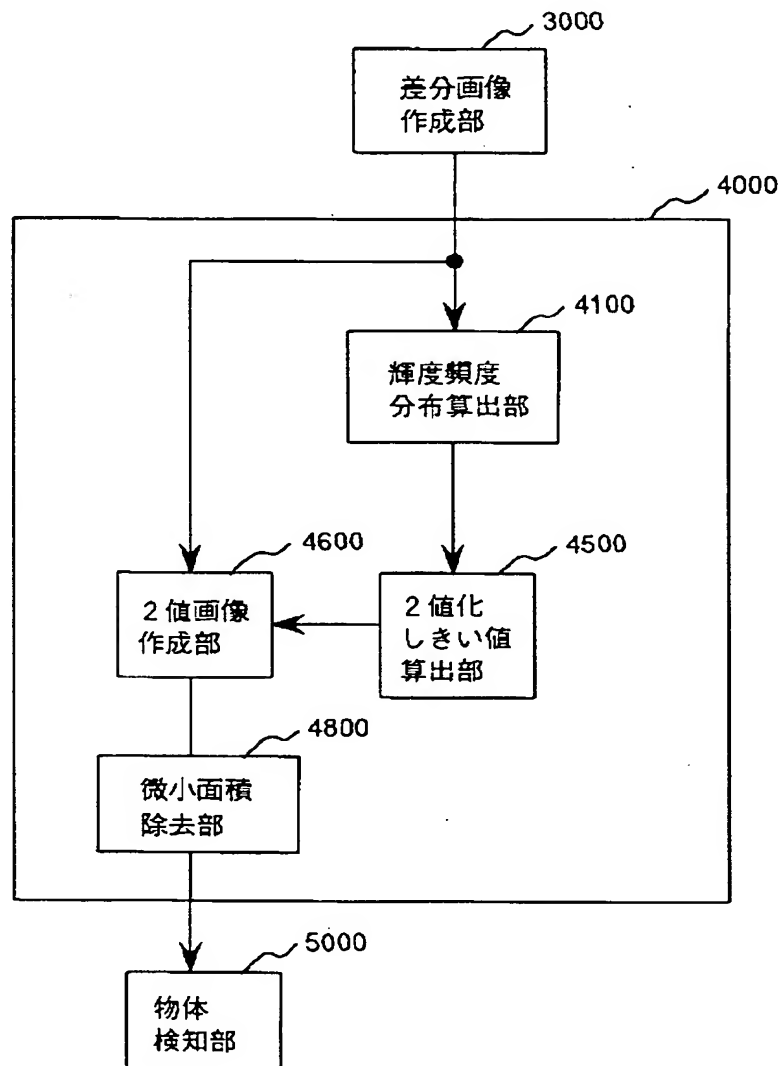 3000
差分画像
作成部
4000
4100
輝度頻度
分布算出部
4600
2値画像
作成部
4500
2値化
しきい値
算出部
4800
微小面積
除去部
5000
物体
検知部